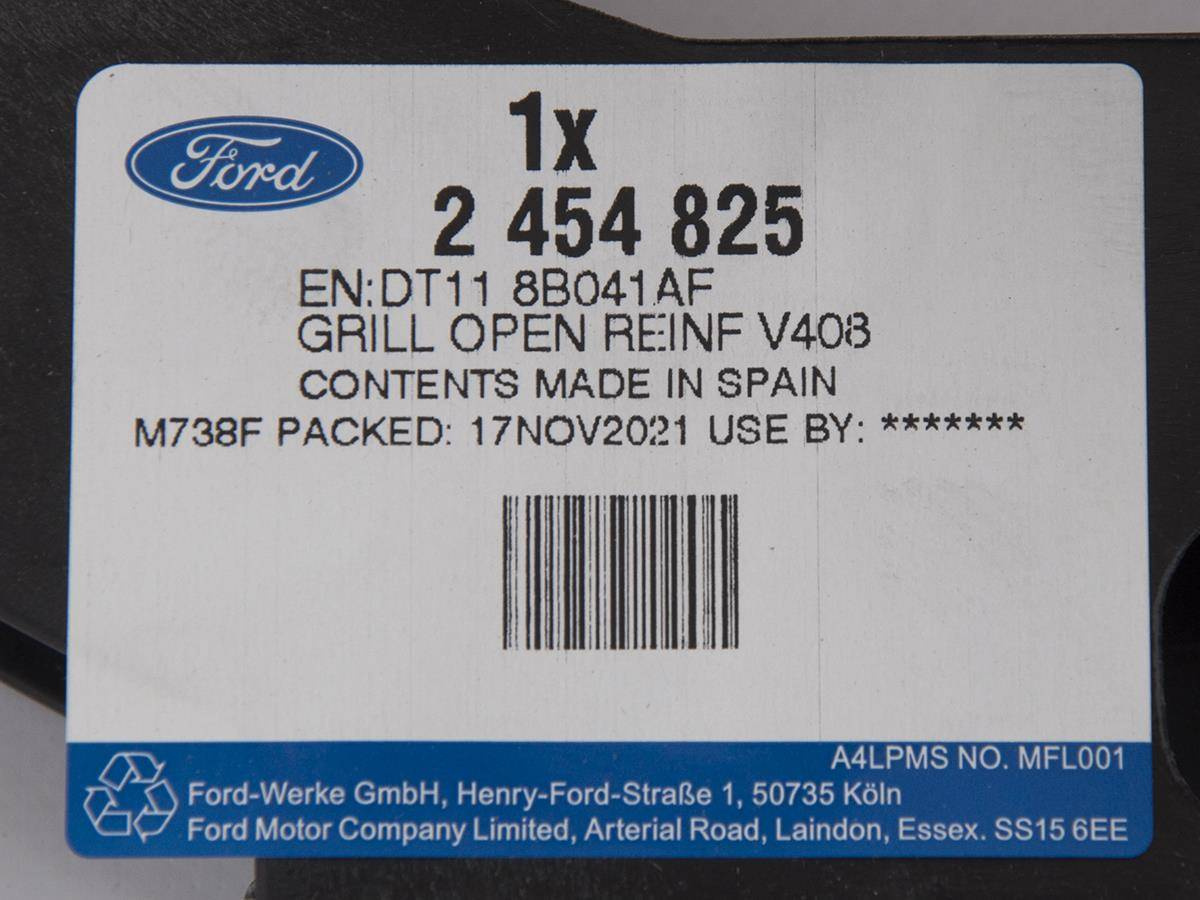 Ford
1x
2 454 825
EN:DT11 8B041AF
GRILL OPEN REINF V408
CONTENTS MADE IN SPAIN
M738F PACKED: 17NOV2021 USE BY: *******
A4LPMS NO. MFL001
Ford-Werke GmbH, Henry-Ford-Straße 1, 50735 Köln
Ford Motor Company Limited, Arterial Road, Laindon, Essex. SS15 6EE